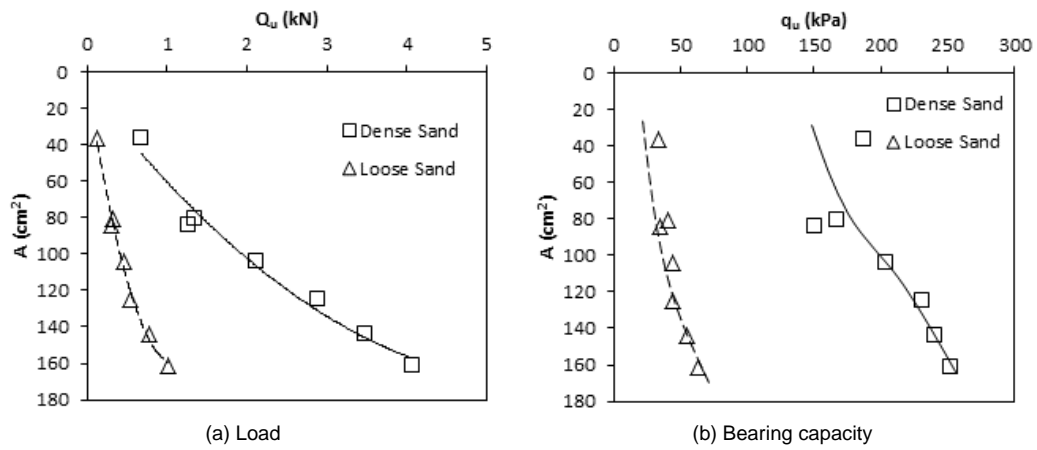 Qu (kN)
0 1 2 3 4 5
0
20
40
60
80
100
120
140
160
180
A (cm²)
Dense Sand
Loose Sand
(a) Load
qu (kPa)
0 50 100 150 200 250 300
0
20
40
60
80
100
120
140
160
180
A (cm²)
Dense Sand
Loose Sand
(b) Bearing capacity